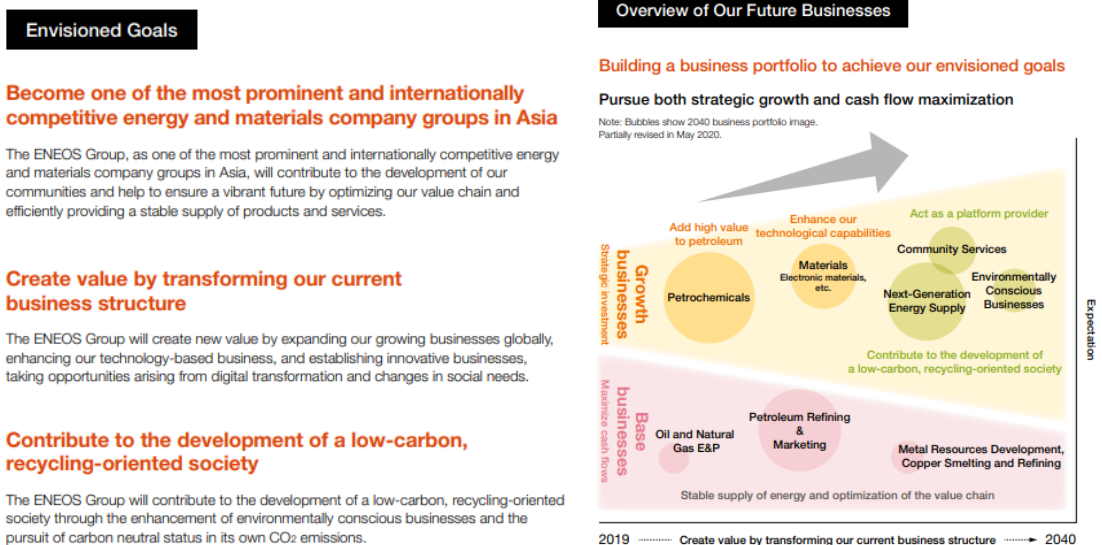 Envisioned Goals
Become one of the most prominent and internationally
competitive energy and materials company groups in Asia
The ENEOS Group, as one of the most prominent and internationally competitive energy
and materials company groups in Asia, will contribute to the development of our
communities and help to ensure a vibrant future by optimizing our value chain and
efficiently providing a stable supply of products and services.
Create value by transforming our current
business structure
The ENEOS Group will create new value by expanding our growing businesses globally,
enhancing our technology-based business, and establishing innovative businesses,
taking opportunities arising from digital transformation and changes in social needs.
Contribute to the development of a low-carbon,
recycling-oriented society
The ENEOS Group will contribute to the development of a low-carbon, recycling-oriented
society through the enhancement of environmentally conscious businesses and the
pursuit of carbon neutral status in its own CO2 emissions.
Overview of Our Future Businesses
Building a business portfolio to achieve our envisioned goals
Pursue both strategic growth and cash flow maximization
Note: Bubbles show 2040 business portfolio image.
Partially revised in May 2020.
Growth
businesses
Strategic investment
Add high value
to petroleum
Petrochemicals
Enhance our
technological capabilities
Materials
Electronic materials,
etc.
Act as a platform provider
Community Services
Next-Generation
Energy Supply
Environmentally
Conscious
Businesses
Contribute to the development of
a low-carbon, recycling-oriented society
Expectation
Base
businesses
Maximize cash flows
Oil and Natural
Gas E&P
Petroleum Refining
&
Marketing
Metal Resources Development,
Copper Smelting and Refining
Stable supply of energy and optimization of the value chain
2019 Create value by transforming our current business structure 2040